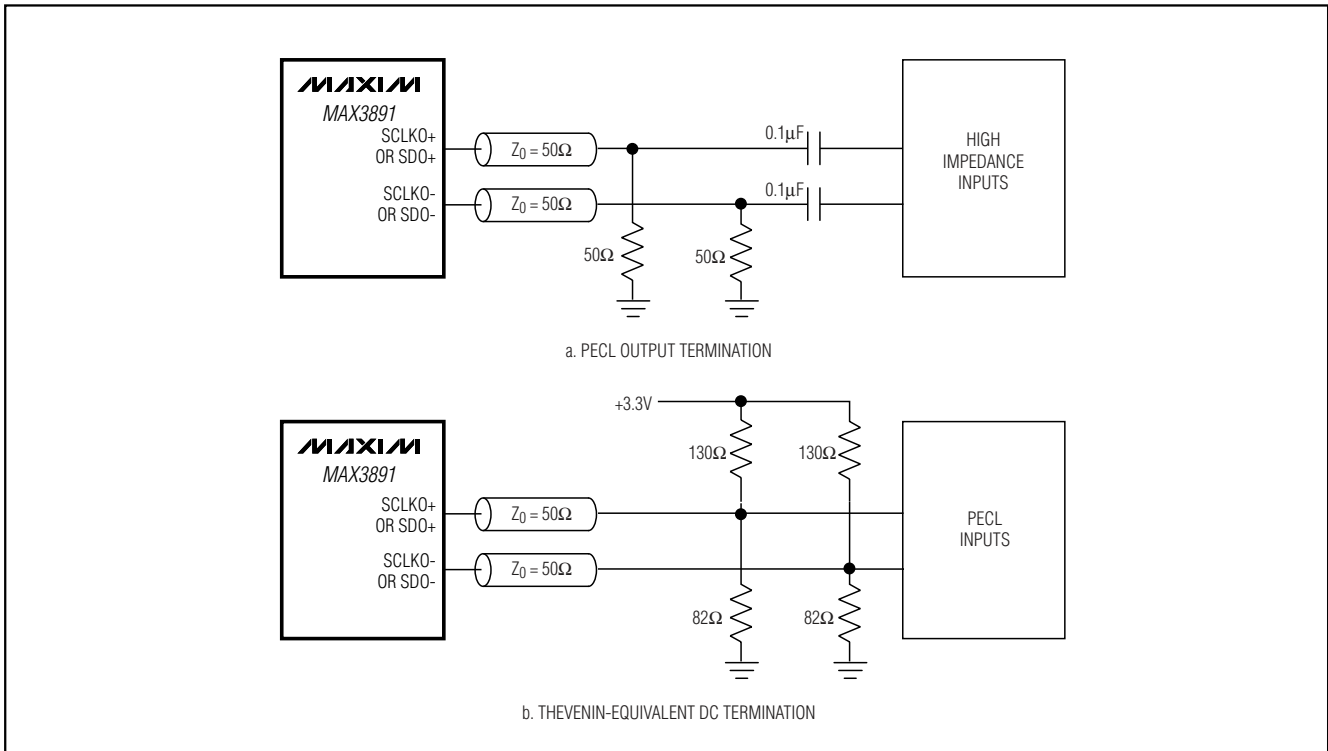 MAXIM
MAX3891
SCLKO+
OR SDO+
SCLKO-
OR SDO-
Z0 = 50Ω
Z0 = 50Ω
0.1µF
0.1µF
50Ω
50Ω
HIGH
IMPEDANCE
INPUTS
a. PECL OUTPUT TERMINATION
+3.3V
130Ω
130Ω
MAXIM
MAX3891
SCLKO+
OR SDO+
SCLKO-
OR SDO-
Z0 = 50Ω
Z0 = 50Ω
82Ω
82Ω
PECL
INPUTS
b. THEVENIN-EQUIVALENT DC TERMINATION